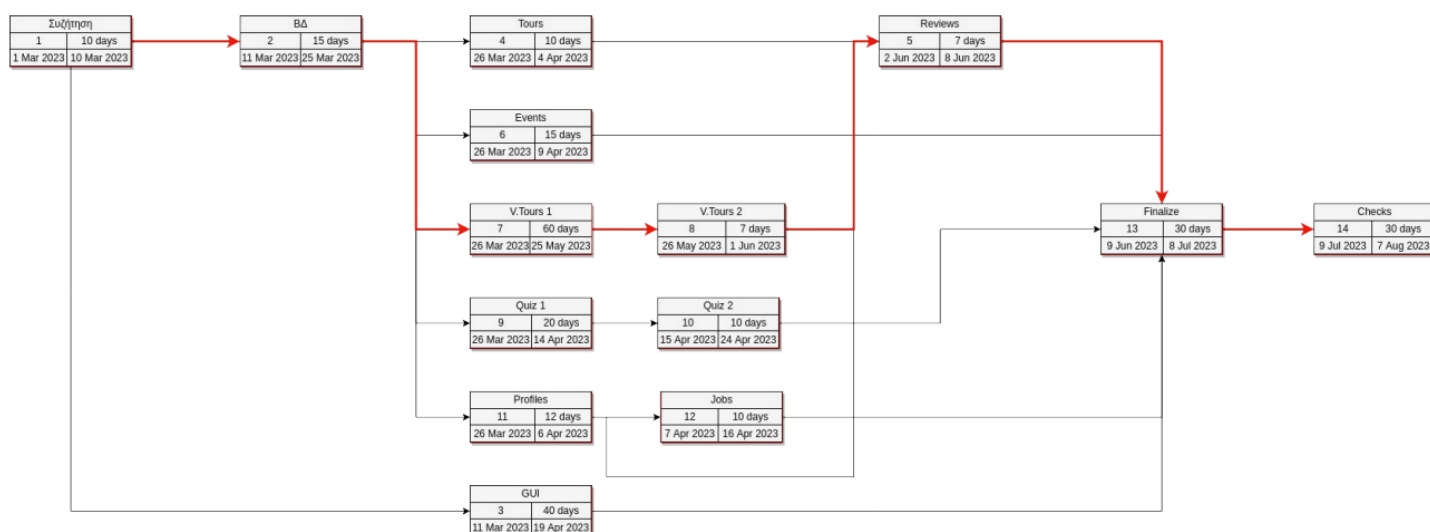 Συζήτηση
1 10 days
1 Mar 2023 10 Mar 2023
ΒΔ
2 15 days
11 Mar 2023 25 Mar 2023
Tours
4 10 days
26 Mar 2023 4 Apr 2023
Reviews
5 7 days
2 Jun 2023 8 Jun 2023
Events
6 15 days
26 Mar 2023 9 Apr 2023
V.Tours 1
7 60 days
26 Mar 2023 25 May 2023
V.Tours 2
8 7 days
26 May 2023 1 Jun 2023
Finalize
13 30 days
9 Jun 2023 8 Jul 2023
Checks
14 30 days
9 Jul 2023 7 Aug 2023
Quiz 1
9 20 days
26 Mar 2023 14 Apr 2023
Quiz 2
10 10 days
15 Apr 2023 24 Apr 2023
Profiles
11 12 days
26 Mar 2023 6 Apr 2023
Jobs
12 10 days
7 Apr 2023 16 Apr 2023
GUI
3 40 days
11 Mar 2023 19 Apr 2023